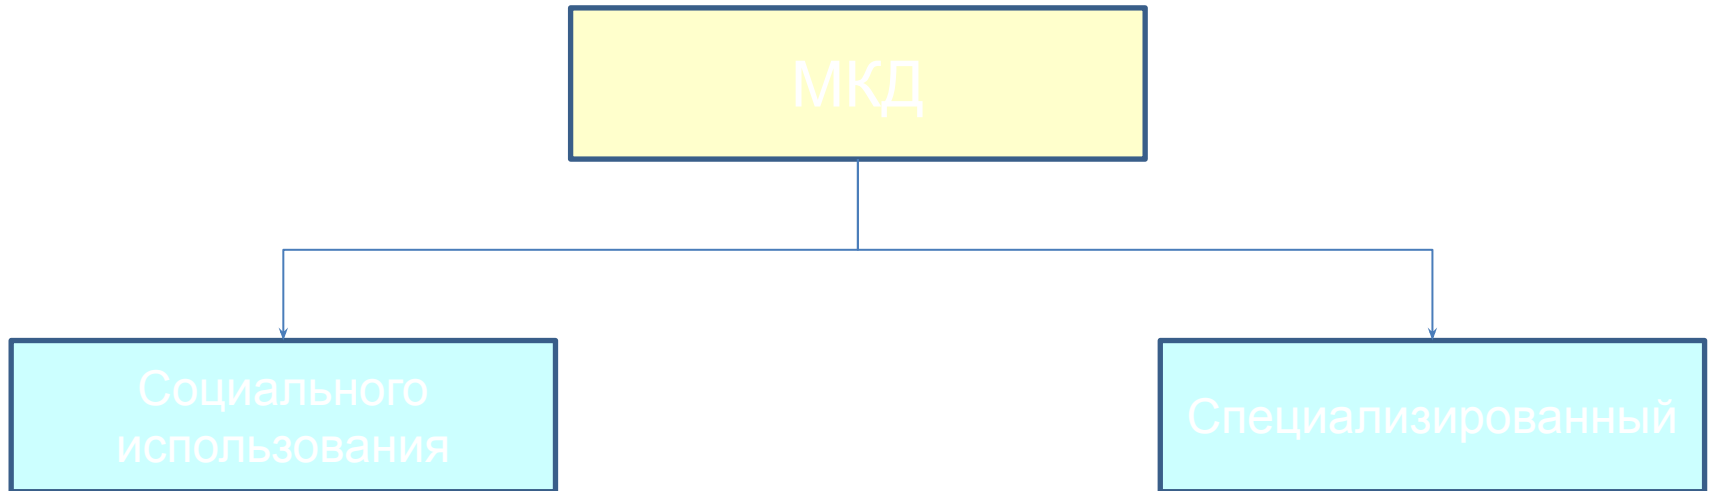 МКД
Социального
использования
Специализированный